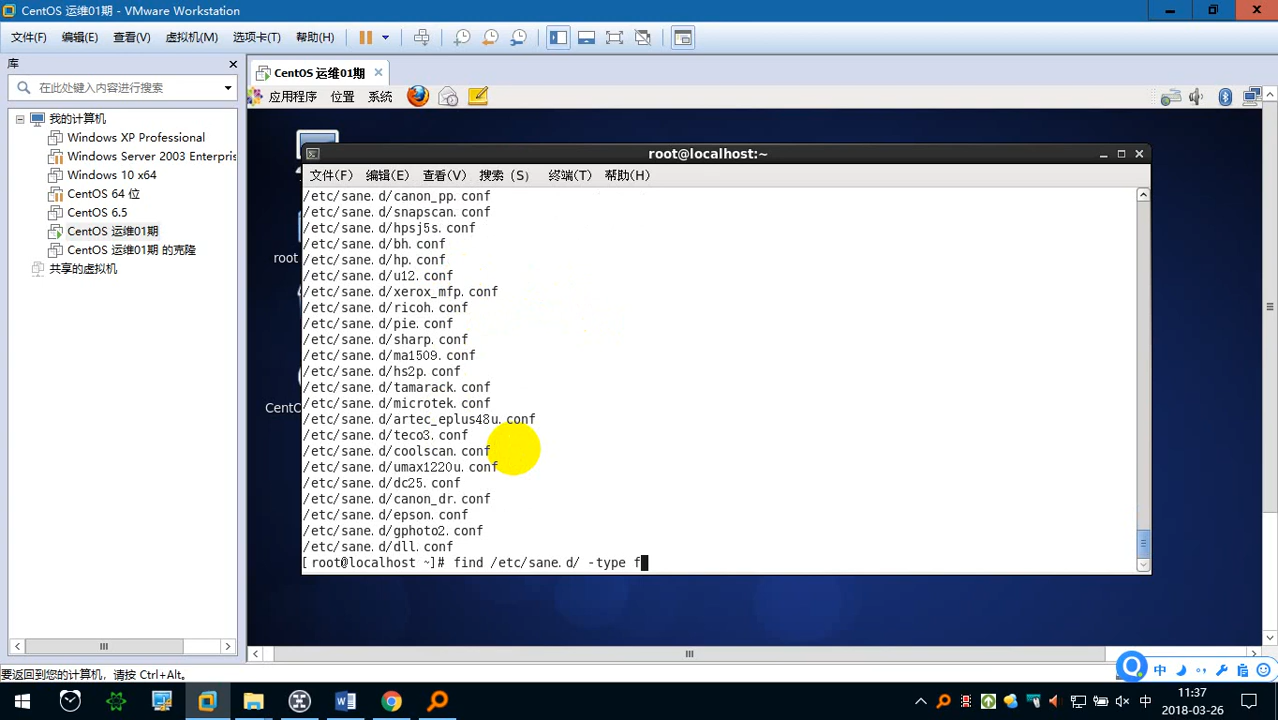 CentOS 运维01期 - VMware Workstation
文件(F) 编辑(E) 查看(V) 虚拟机(M) 选项卡(T) 帮助(H)
库
在此处键入内容进行搜索
我的计算机
Windows XP Professional
Windows Server 2003 Enterpris
Windows 10 x64
CentOS 64 位
CentOS 6.5
CentOS 运维01期
CentOS 运维01期 的克隆
共享的虚拟机
CentOS 运维01期
应用程序 位置 系统
root
CentO
root@localhost:~
文件(F) 编辑(E) 查看(V) 搜索 (S) 终端(T) 帮助(H)
/etc/sane.d/canon_pp.conf
/etc/sane.d/snapscan.conf
/etc/sane.d/hpsj5s.conf
/etc/sane.d/bh.conf
/etc/sane.d/hp.conf
/etc/sane.d/u12.conf
/etc/sane.d/xerox_mfp.conf
/etc/sane.d/ricoh.conf
/etc/sane.d/pie.conf
/etc/sane.d/sharp.conf
/etc/sane.d/ma1509.conf
/etc/sane.d/hs2p.conf
/etc/sane.d/tamarack.conf
/etc/sane.d/microtek.conf
/etc/sane.d/artec_eplus48u.conf
/etc/sane.d/teco3.conf
/etc/sane.d/coolscan.conf
/etc/sane.d/umax1220u.conf
/etc/sane.d/dc25.conf
/etc/sane.d/canon_dr.conf
/etc/sane.d/epson.conf
/etc/sane.d/gphoto2.conf
/etc/sane.d/dll.conf
[root@localhost ~]# find /etc/sane.d/ -type f
要返回到您的计算机，请按 Ctrl+Alt。
中
中
11:37
2018-03-26